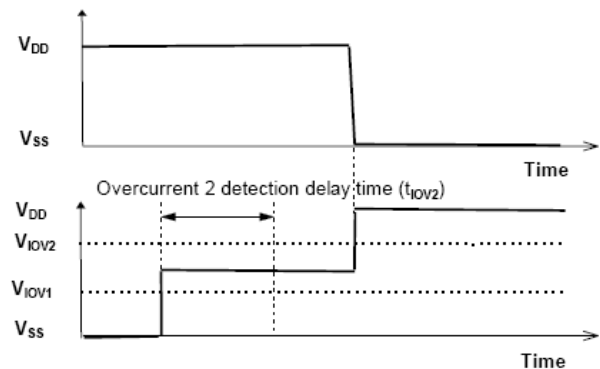 VDD
VSS
Time
Overcurrent 2 detection delay time (tIOV2)
VDD
VIOV2
VIOV1
VSS
Time